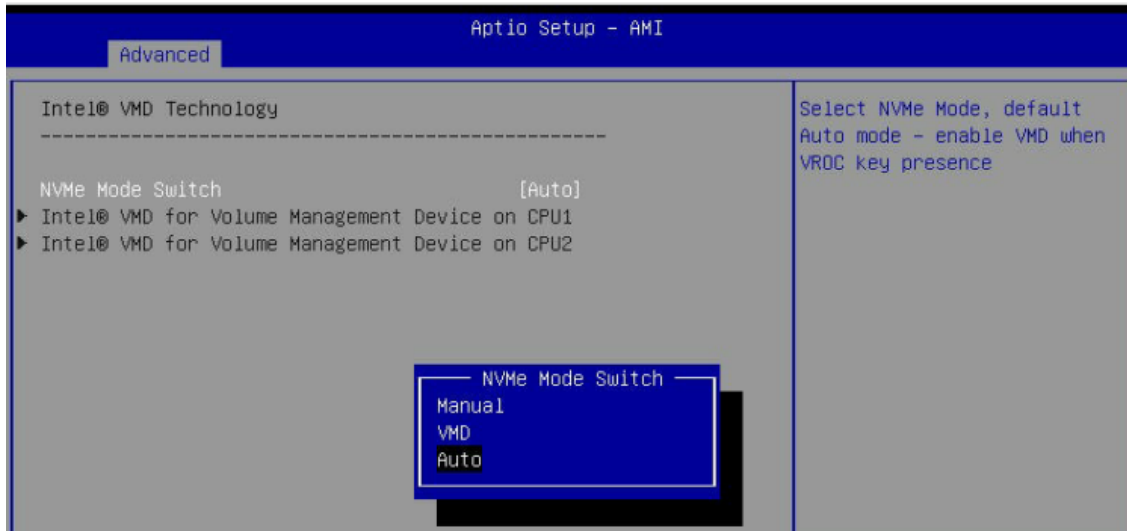 Aptio Setup - AMI
Advanced
Intel® VMD Technology
----------------------------------------------------
NVMe Mode Switch [Auto]
Intel® VMD for Volume Management Device on CPU1
Intel® VMD for Volume Management Device on CPU2
Select NVMe Mode, default
Auto mode - enable VMD when
VROC key presence
NVMe Mode Switch
Manual
VMD
Auto